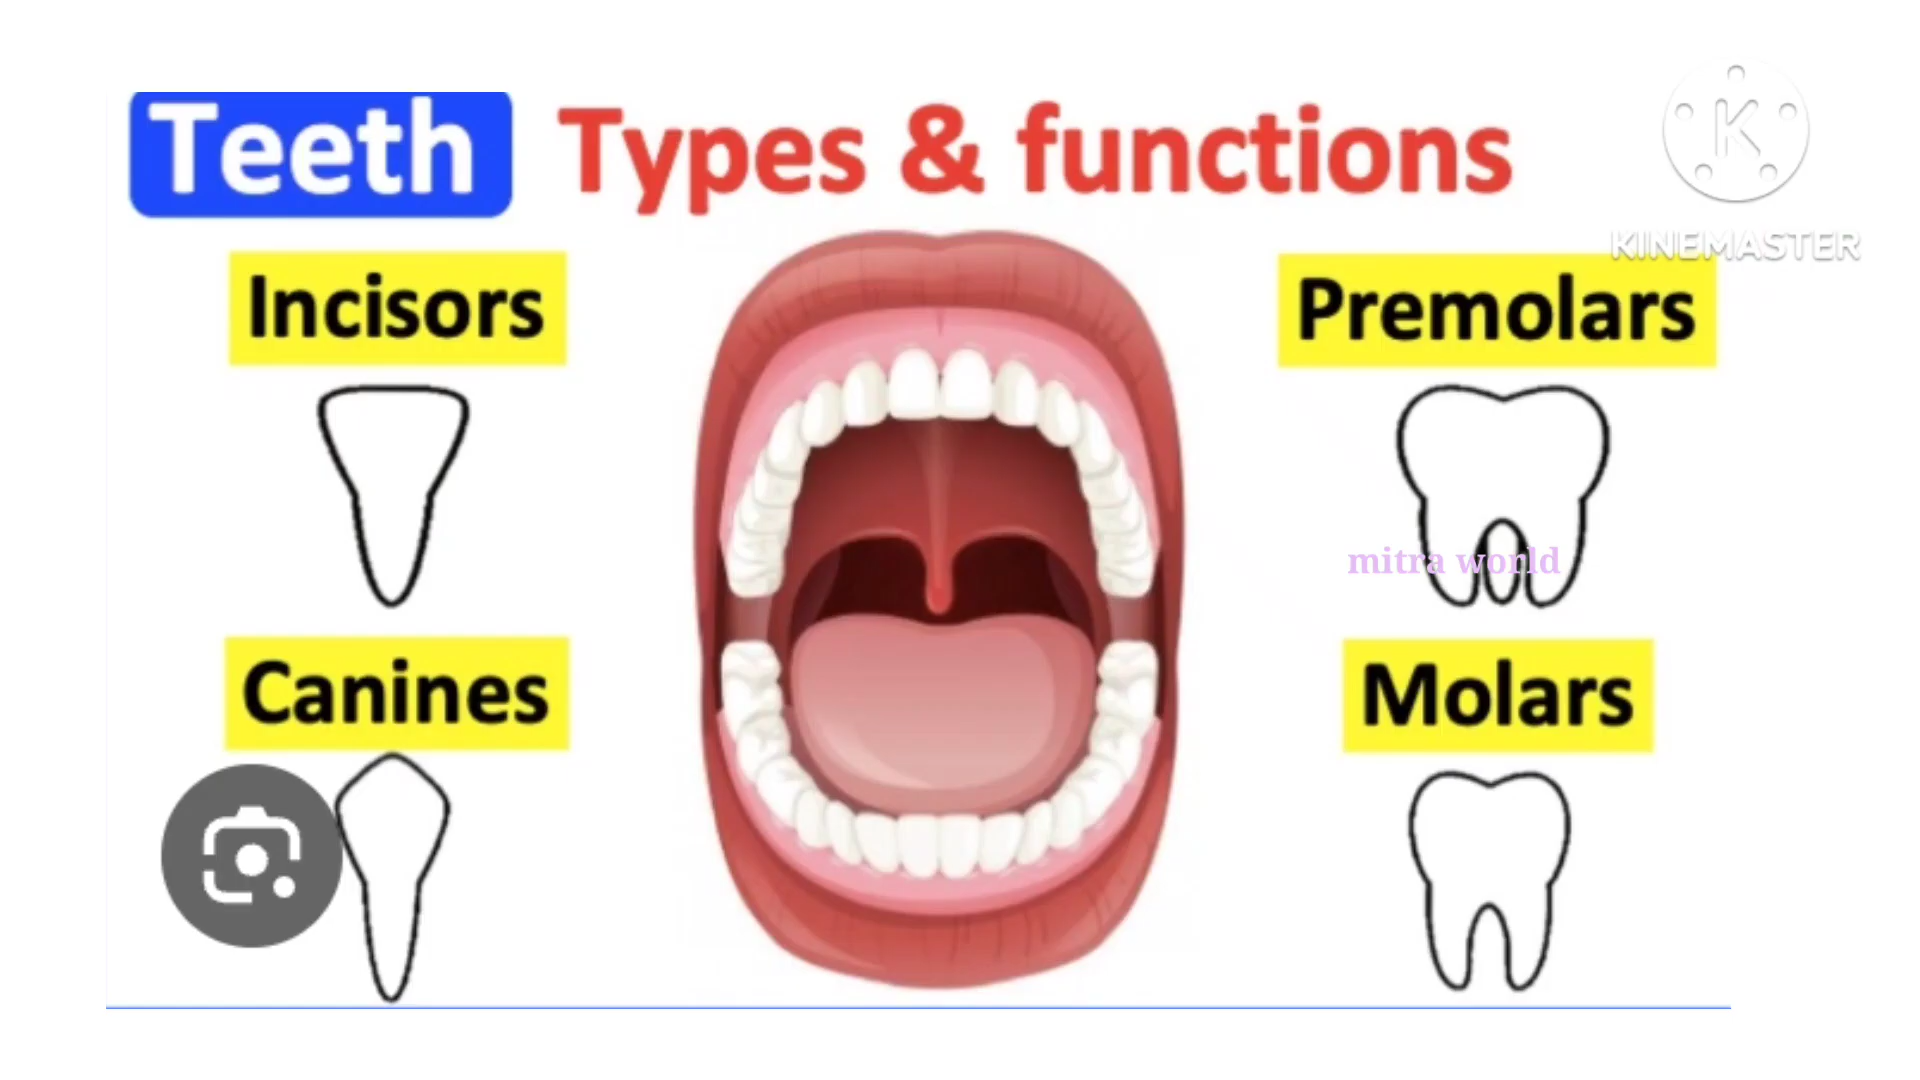 Teeth Types & functions
KINEMASTER
Incisors
Premolars
mitra world
Canines
Molars